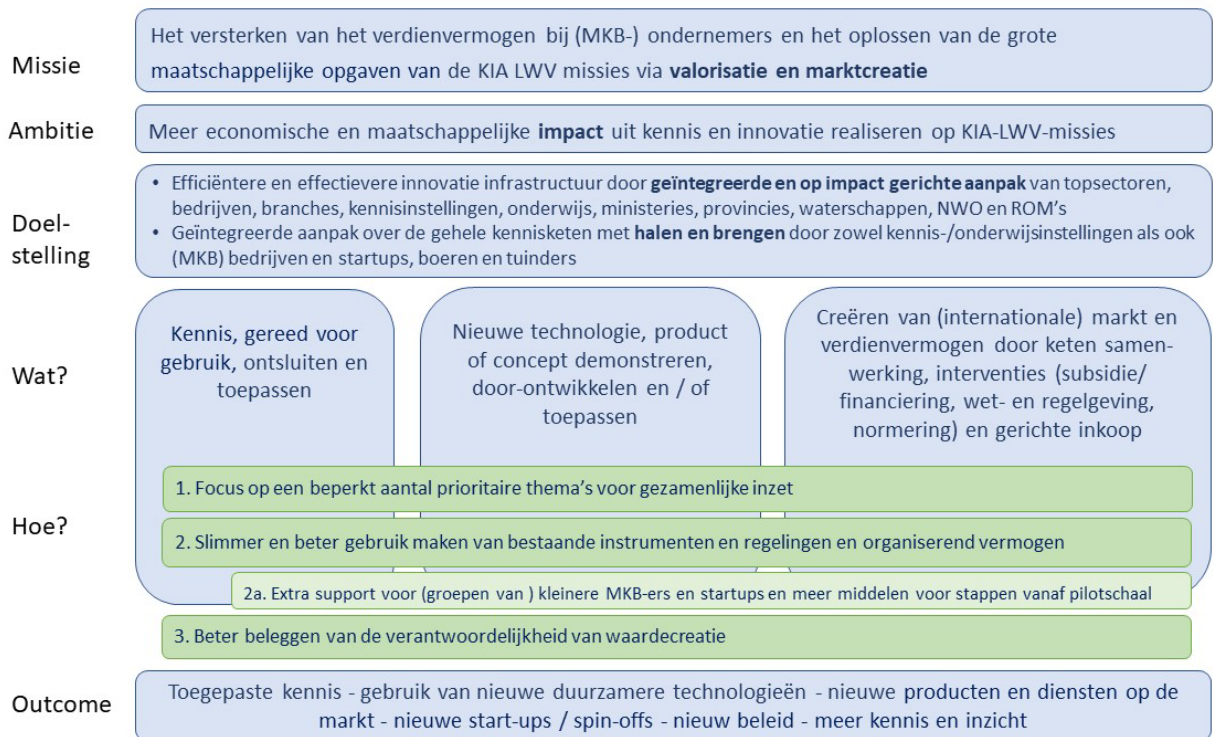 Missie
Het versterken van het verdienvermogen bij (MKB-) ondernemers en het oplossen van de grote
maatschappelijke opgaven van de KIA LWV missies via valorisatie en marktcreatie
Ambitie
Meer economische en maatschappelijke impact uit kennis en innovatie realiseren op KIA-LWV-missies
Doel-
stelling
• Efficiëntere en effectievere innovatie infrastructuur door geïntegreerde en op impact gerichte aanpak van topsectoren,
bedrijven, branches, kennisinstellingen, onderwijs, ministeries, provincies, waterschappen, NWO en ROM's
• Geïntegreerde aanpak over de gehele kennisketen met halen en brengen door zowel kennis-/onderwijsinstellingen als ook
(MKB) bedrijven en startups, boeren en tuinders
Wat?
Kennis, gereed voor
gebruik, ontsluiten en
toepassen
Nieuwe technologie, product
of concept demonstreren,
door-ontwikkelen en / of
toepassen
Creëren van (internationale) markt en
verdienvermogen door keten samen-
werking, interventies (subsidie/
financiering, wet- en regelgeving,
normering) en gerichte inkoop
Hoe?
1. Focus op een beperkt aantal prioritaire thema's voor gezamenlijke inzet
2. Slimmer en beter gebruik maken van bestaande instrumenten en regelingen en organiserend vermogen
2a. Extra support voor (groepen van ) kleinere MKB-ers en startups en meer middelen voor stappen vanaf pilotschaal
3. Beter beleggen van de verantwoordelijkheid van waardecreatie
Outcome
Toegepaste kennis - gebruik van nieuwe duurzamere technologieën - nieuwe producten en diensten op de
markt - nieuwe start-ups / spin-offs - nieuw beleid - meer kennis en inzicht